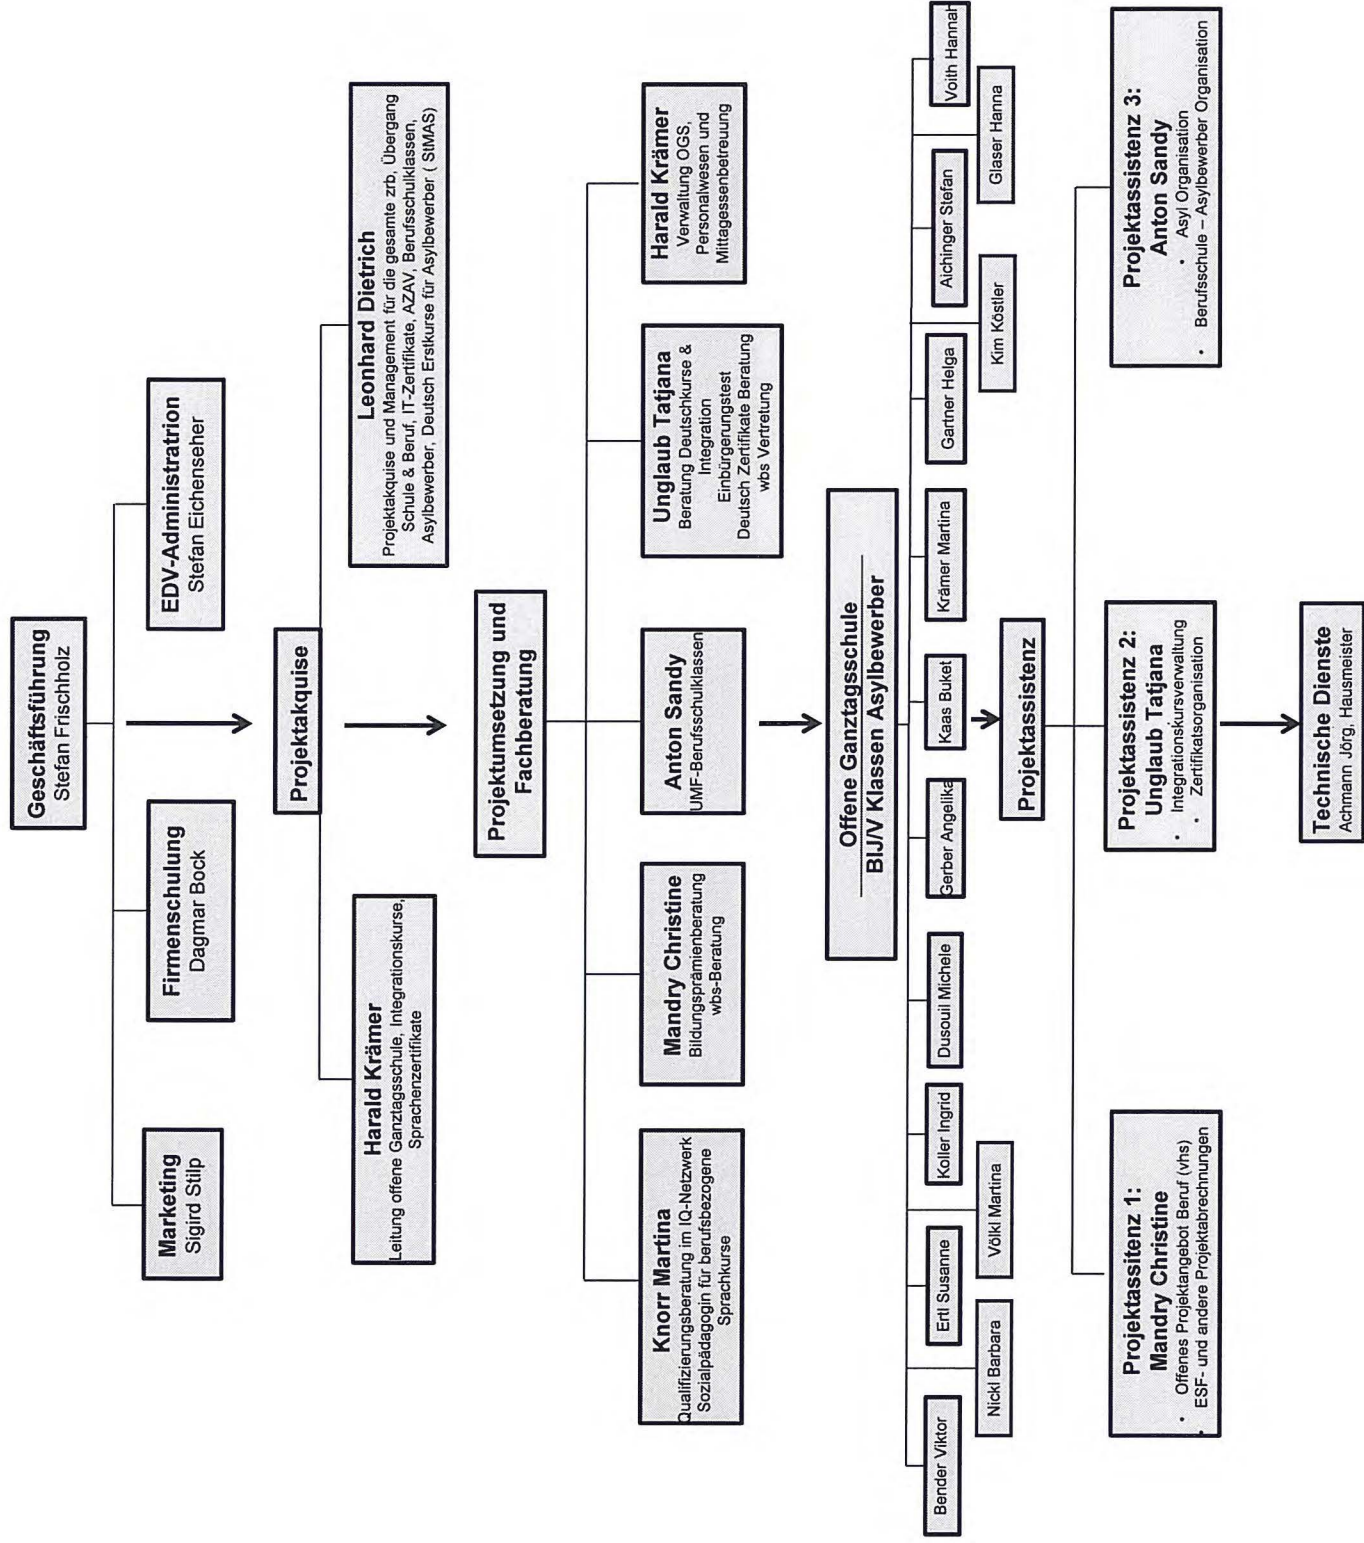 Geschäftsführung
Stefan Frischholz
Marketing
Sigird Stilp
Firmenschulung
Dagmar Bock
EDV-Administratrion
Stefan Eichenseher
Projektakquise
Harald Krämer
Leitung offene Ganztagsschule, Integrationskurse,
Sprachenzertifikate
Leonhard Dietrich
Projektakquise und Management für die gesamte zrb, Übergang
Schule & Beruf, IT-Zertifikate, AZAV, Berufsschulklassen,
Asylbewerber, Deutsch Erstkurse für Asylbewerber ( StMAS)
Projektumsetzung und
Fachberatung
Knorr Martina
Qualifizierungsberatung im IQ-Netzwerk
Sozialpädagogin für berufsbezogene
Sprachkurse
Mandry Christine
Bildungsprämienberatung
wbs-Beratung
Anton Sandy
UMF-Berufsschulklassen
Unglaub Tatjana
Beratung Deutschkurse &
Integration
Einbürgerungstest
Deutsch Zertifikate Beratung
wbs Vertretung
Harald Krämer
Verwaltung OGS,
Personalwesen und
Mittagessenbetreuung
Offene Ganztagsschule
BIJ/V Klassen Asylbewerber
Bender Viktor
Nickl Barbara
Ertl Susanne
Völkl Martina
Koller Ingrid
Dusouil Michele
Gerber Angelika
Kaas Buket
Krämer Martina
Gartner Helga
Kim Köstler
Aichinger Stefan
Glaser Hanna
Voith Hannah
Projektassistenz
Projektassitenz 1:
Mandry Christine
• Offenes Projektangebot Beruf (vhs)
• ESF- und andere Projektabrechnungen
Projektassistenz 2:
Unglaub Tatjana
• Integrationskursverwaltung
• Zertifikatsorganisation
Projektassistenz 3:
Anton Sandy
• Asyl Organisation
• Berufsschule – Asylbewerber Organisation
Technische Dienste
Achmann Jörg, Hausmeister